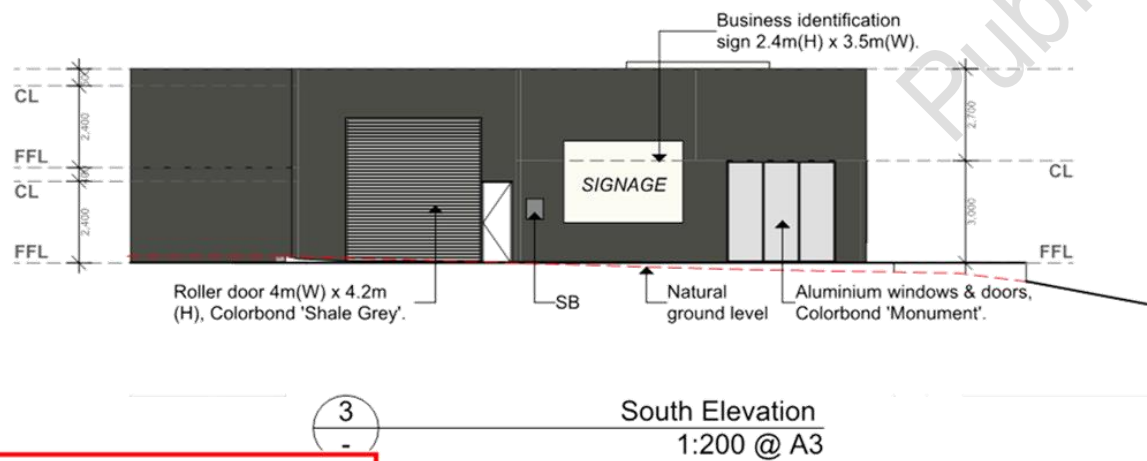 Business identification
sign 2.4m(H) x 3.5m(W).
Publ
CL
2,400
FFL
CL
2,400
FFL
2,700
CL
3,000
FFL
SIGNAGE
Roller door 4m(W) x 4.2m
(H), Colorbond 'Shale Grey'.
SB
Natural
ground level
Aluminium windows & doors,
Colorbond 'Monument'.
3
-
South Elevation
1:200 @ A3